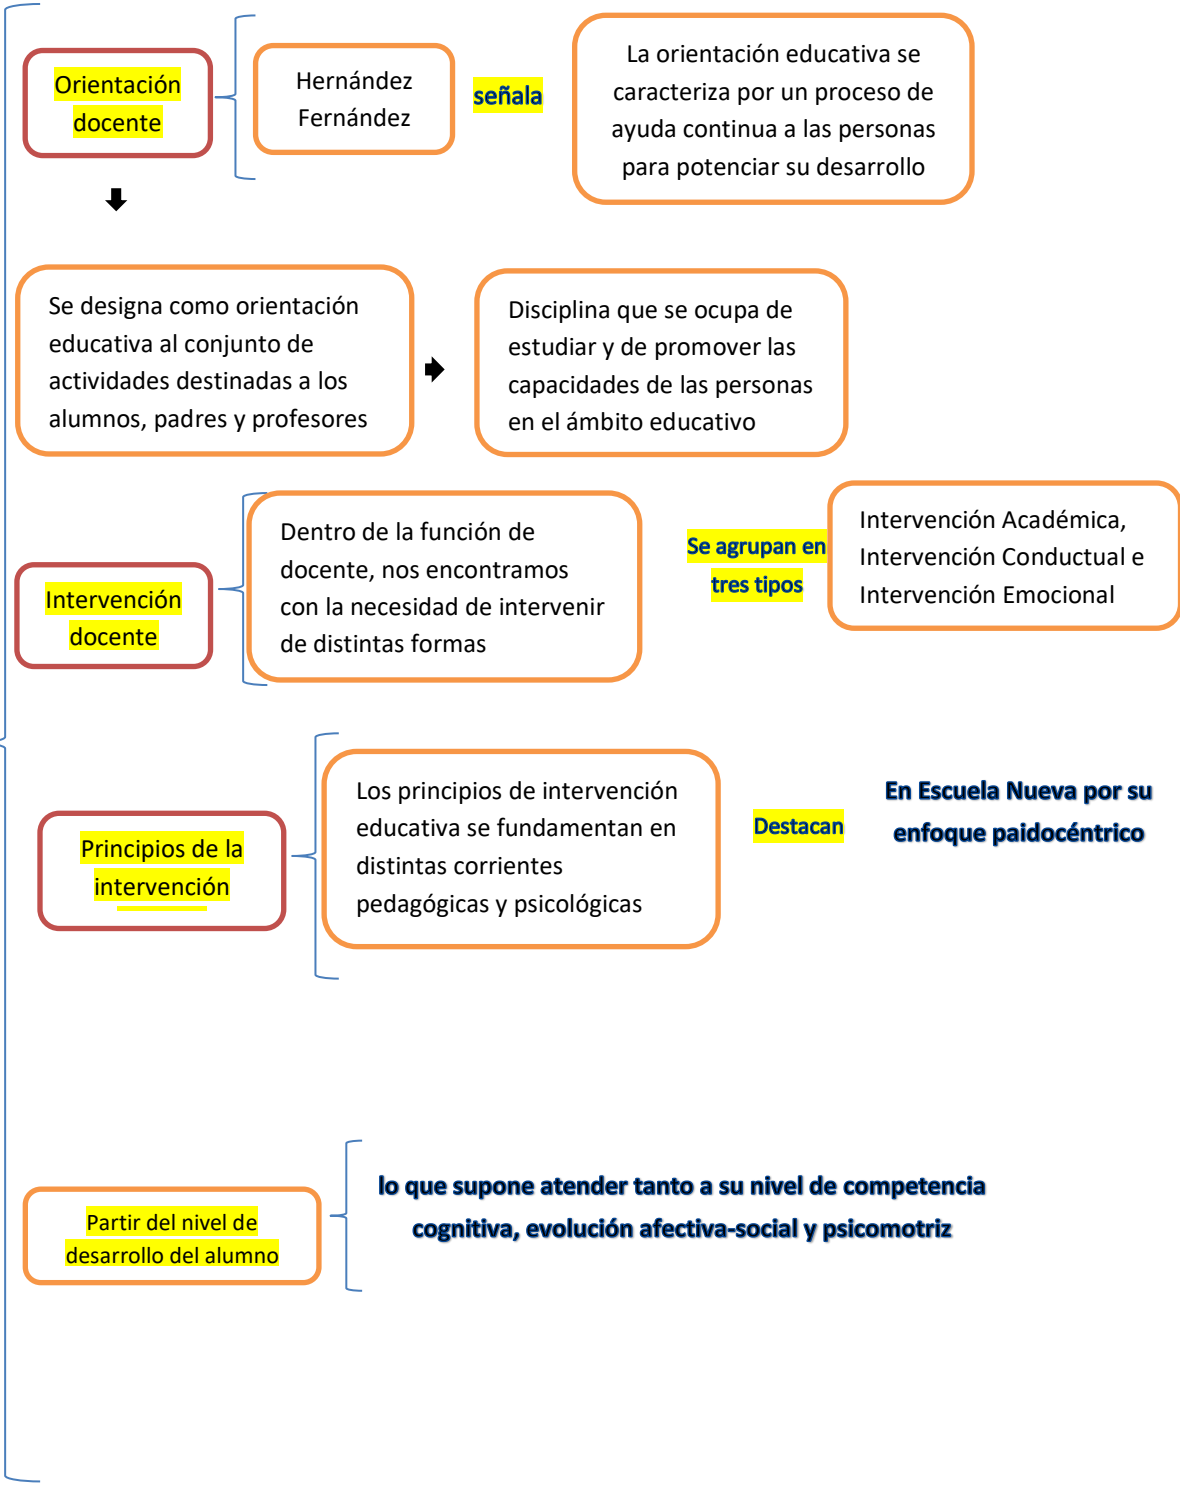 Orientación
docente
Hernández
Fernández
señala
La orientación educativa se
caracteriza por un proceso de
ayuda continua a las personas
para potenciar su desarrollo
Se designa como orientación
educativa al conjunto de
actividades destinadas a los
alumnos, padres y profesores
Disciplina que se ocupa de
estudiar y de promover las
capacidades de las personas
en el ámbito educativo
Intervención
docente
Dentro de la función de
docente, nos encontramos
con la necesidad de intervenir
de distintas formas
Se agrupan en
tres tipos
Intervención Académica,
Intervención Conductual e
Intervención Emocional
Principios de la
intervención
Los principios de intervención
educativa se fundamentan en
distintas corrientes
pedagógicas y psicológicas
Destacan
En Escuela Nueva por su
enfoque paidocéntrico
Partir del nivel de
desarrollo del alumno
lo que supone atender tanto a su nivel de competencia
cognitiva, evolución afectiva-social y psicomotriz